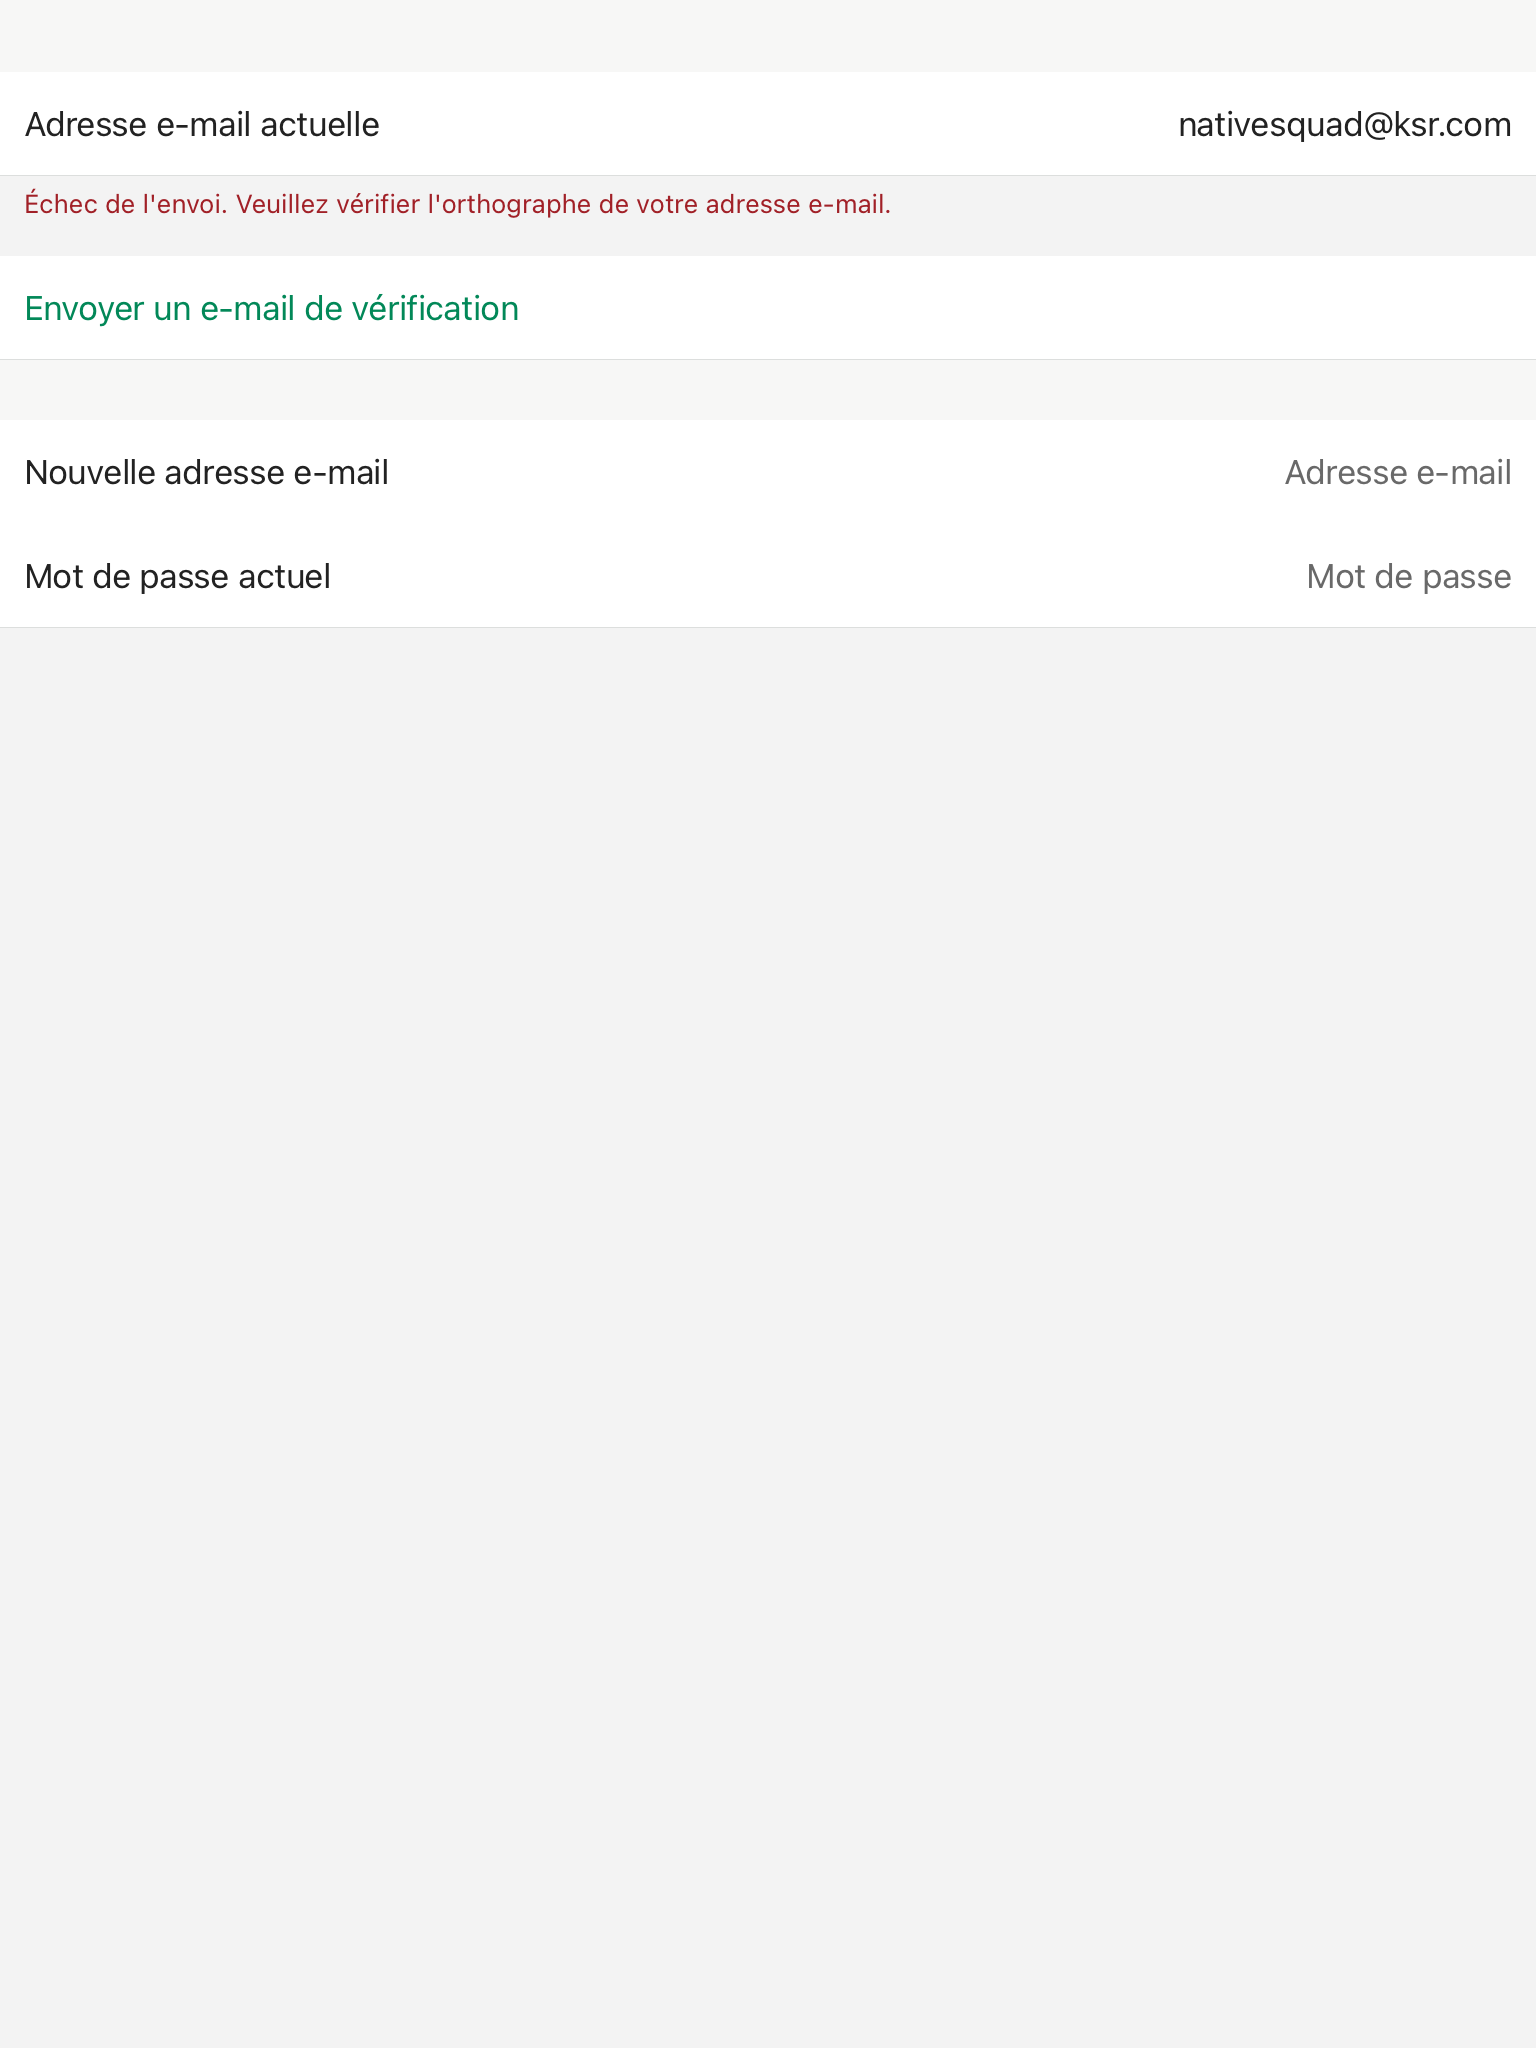 Adresse e-mail actuelle nativesquad@ksr.com
Échec de l'envoi. Veuillez vérifier l'orthographe de votre adresse e-mail.
Envoyer un e-mail de vérification
Nouvelle adresse e-mail Adresse e-mail
Mot de passe actuel Mot de passe